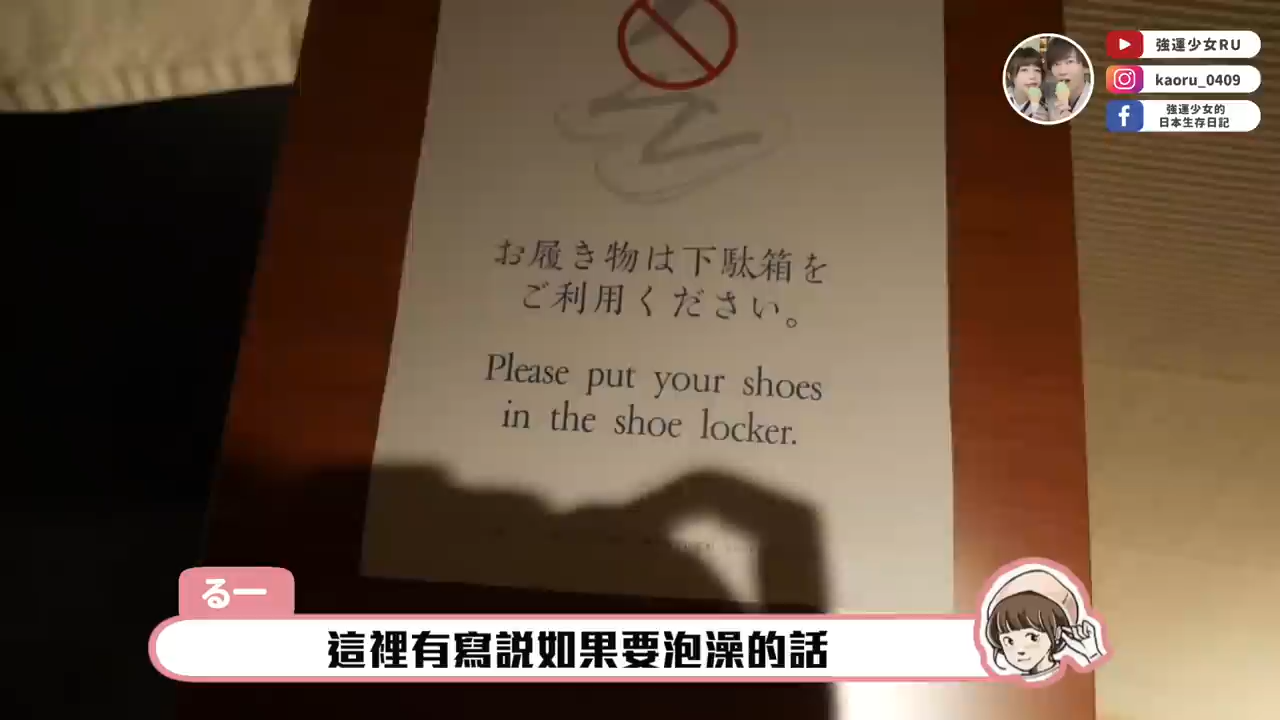 強運少女RU
kaoru_0409
強運少女的
日本生存日記
お履き物は下駄箱を
ご利用ください。
Please put your shoes
in the shoe locker.
るー
這裡有寫說如果要泡澡的話